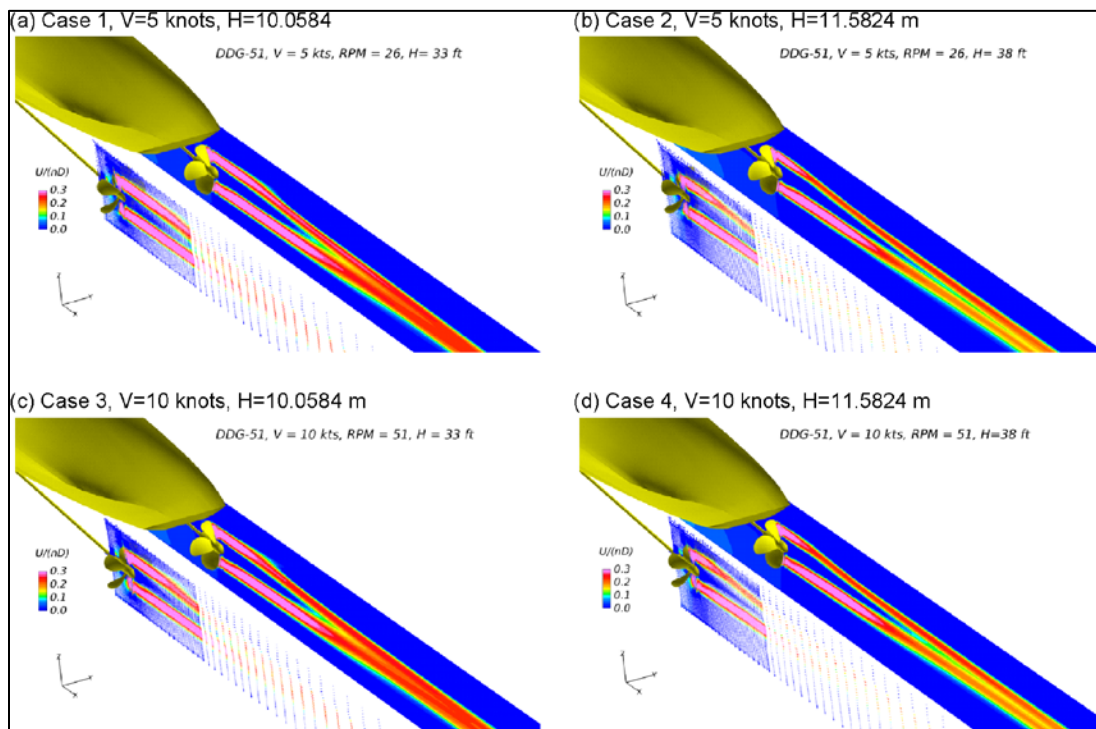 (a) Case 1, V=5 knots, H=10.0584
DDG-51, V = 5 kts, RPM = 26, H= 33 ft
U/(nD)
0.3
0.2
0.1
0.0
Z
Y
X
(b) Case 2, V=5 knots, H=11.5824 m
DDG-51, V = 5 kts, RPM = 26, H= 38 ft
U/(nD)
0.3
0.2
0.1
0.0
Z
Y
X
(c) Case 3, V=10 knots, H=10.0584 m
DDG-51, V = 10 kts, RPM = 51, H = 33 ft
U/(nD)
0.3
0.2
0.1
0.0
Z
Y
X
(d) Case 4, V=10 knots, H=11.5824 m
DDG-51, V = 10 kts, RPM = 51, H=38 ft
U/(nD)
0.3
0.2
0.1
0.0
Z
Y
X